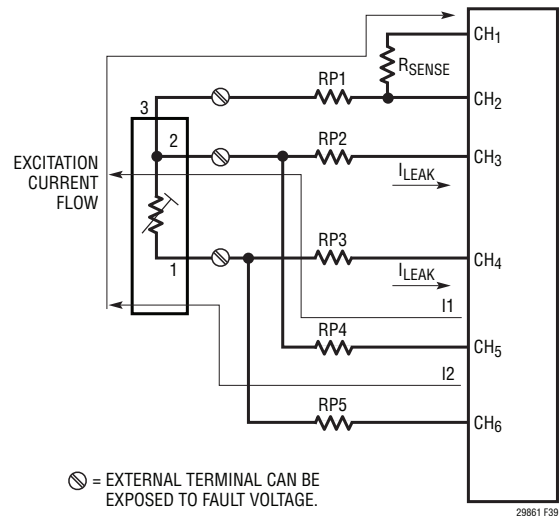 CH1
RSENSE
RP1
CH2
3
2
RP2
CH3
EXCITATION
CURRENT
FLOW
ILEAK
RP3
CH4
1
ILEAK
I1
RP4
CH5
I2
RP5
CH6
= EXTERNAL TERMINAL CAN BE
EXPOSED TO FAULT VOLTAGE.
29861 F39